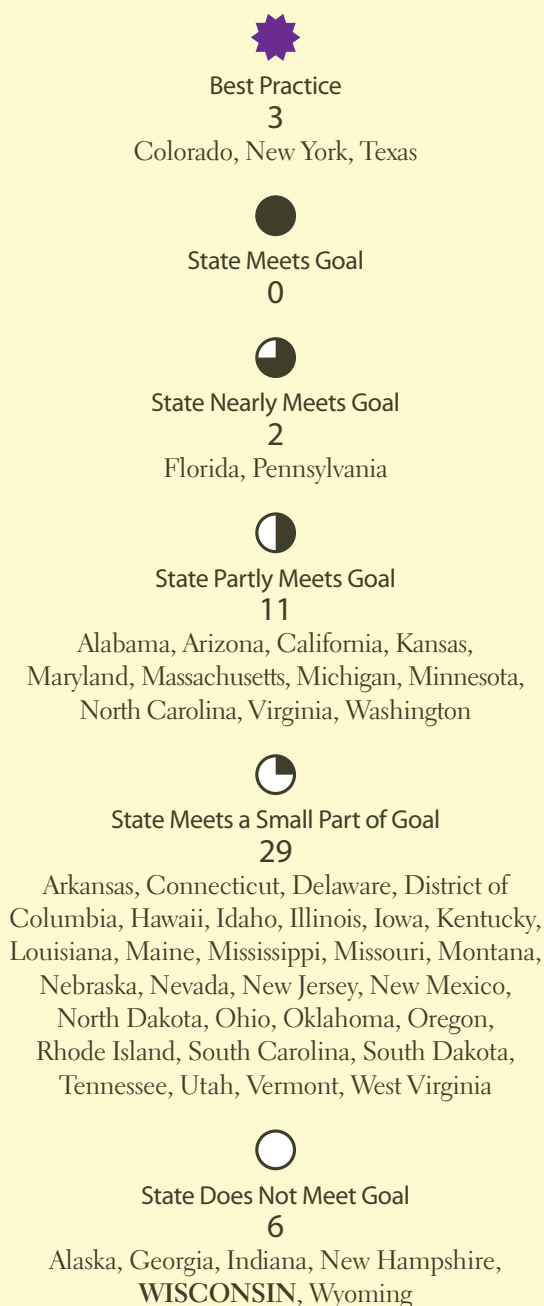 Best Practice
3
Colorado, New York, Texas
State Meets Goal
0
State Nearly Meets Goal
2
Florida, Pennsylvania
State Partly Meets Goal
11
Alabama, Arizona, California, Kansas,
Maryland, Massachusetts, Michigan, Minnesota,
North Carolina, Virginia, Washington
State Meets a Small Part of Goal
29
Arkansas, Connecticut, Delaware, District of
Columbia, Hawaii, Idaho, Illinois, Iowa, Kentucky,
Louisiana, Maine, Mississippi, Missouri, Montana,
Nebraska, Nevada, New Jersey, New Mexico,
North Dakota, Ohio, Oklahoma, Oregon,
Rhode Island, South Carolina, South Dakota,
Tennessee, Utah, Vermont, West Virginia
State Does Not Meet Goal
6
Alaska, Georgia, Indiana, New Hampshire,
WISCONSIN, Wyoming